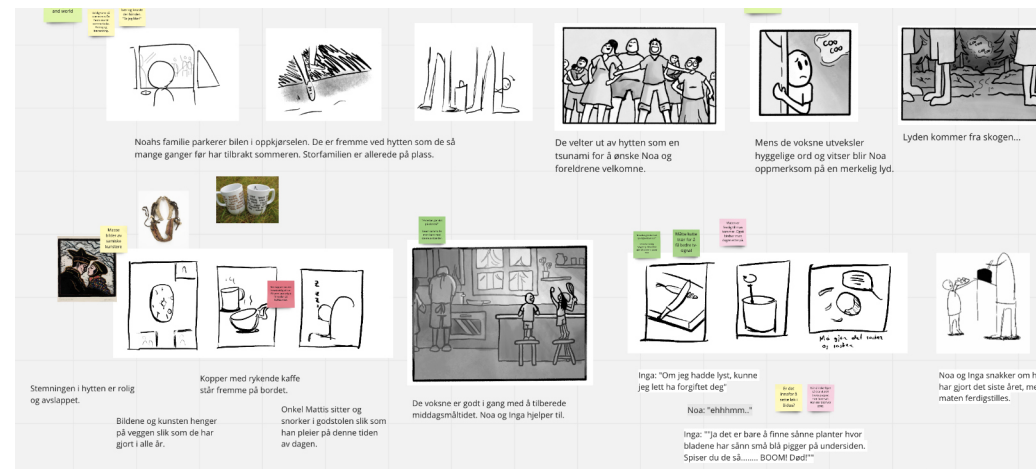 and world
Noahs familie parkerer bilen i oppkjørselen. De er fremme ved hytten som de så
mange ganger før har tilbrakt sommeren. Storfamilien er allerede på plass.
De velter ut av hytten som en
tsunami for å ønske Noa og
foreldrene velkomne.
COO
COO
Mens de voksne utveksler
hyggelige ord og vitser blir Noa
oppmerksom på en merkelig lyd.
COO
COO
Lyden kommer fra skogen...
Masse
bilder av
samiske
kunstnere
Stemningen i hytten er rolig
og avslappet.
Bildene og kunsten henger
på veggen slik som de har
gjort i alle år.
Kopper med rykende kaffe
står fremme på bordet.
Onkel Mattis sitter og
snorker i godstolen slik som
han pleier på denne tiden
av dagen.
De voksne er godt i gang med å tilberede
middagsmåltidet. Noa og Inga hjelper til.
Inga: "Om jeg hadde lyst, kunne
jeg lett ha forgiftet deg"
Noa: "ehhhmm.."
Inga: ""Ja det er bare å finne sånne planter hvor
bladene har sånn små blå pigger på undersiden.
Spiser du de så........ BOOM! Død!""
Noa og Inga snakker om h
har gjort det siste året, me
maten ferdigstilles.